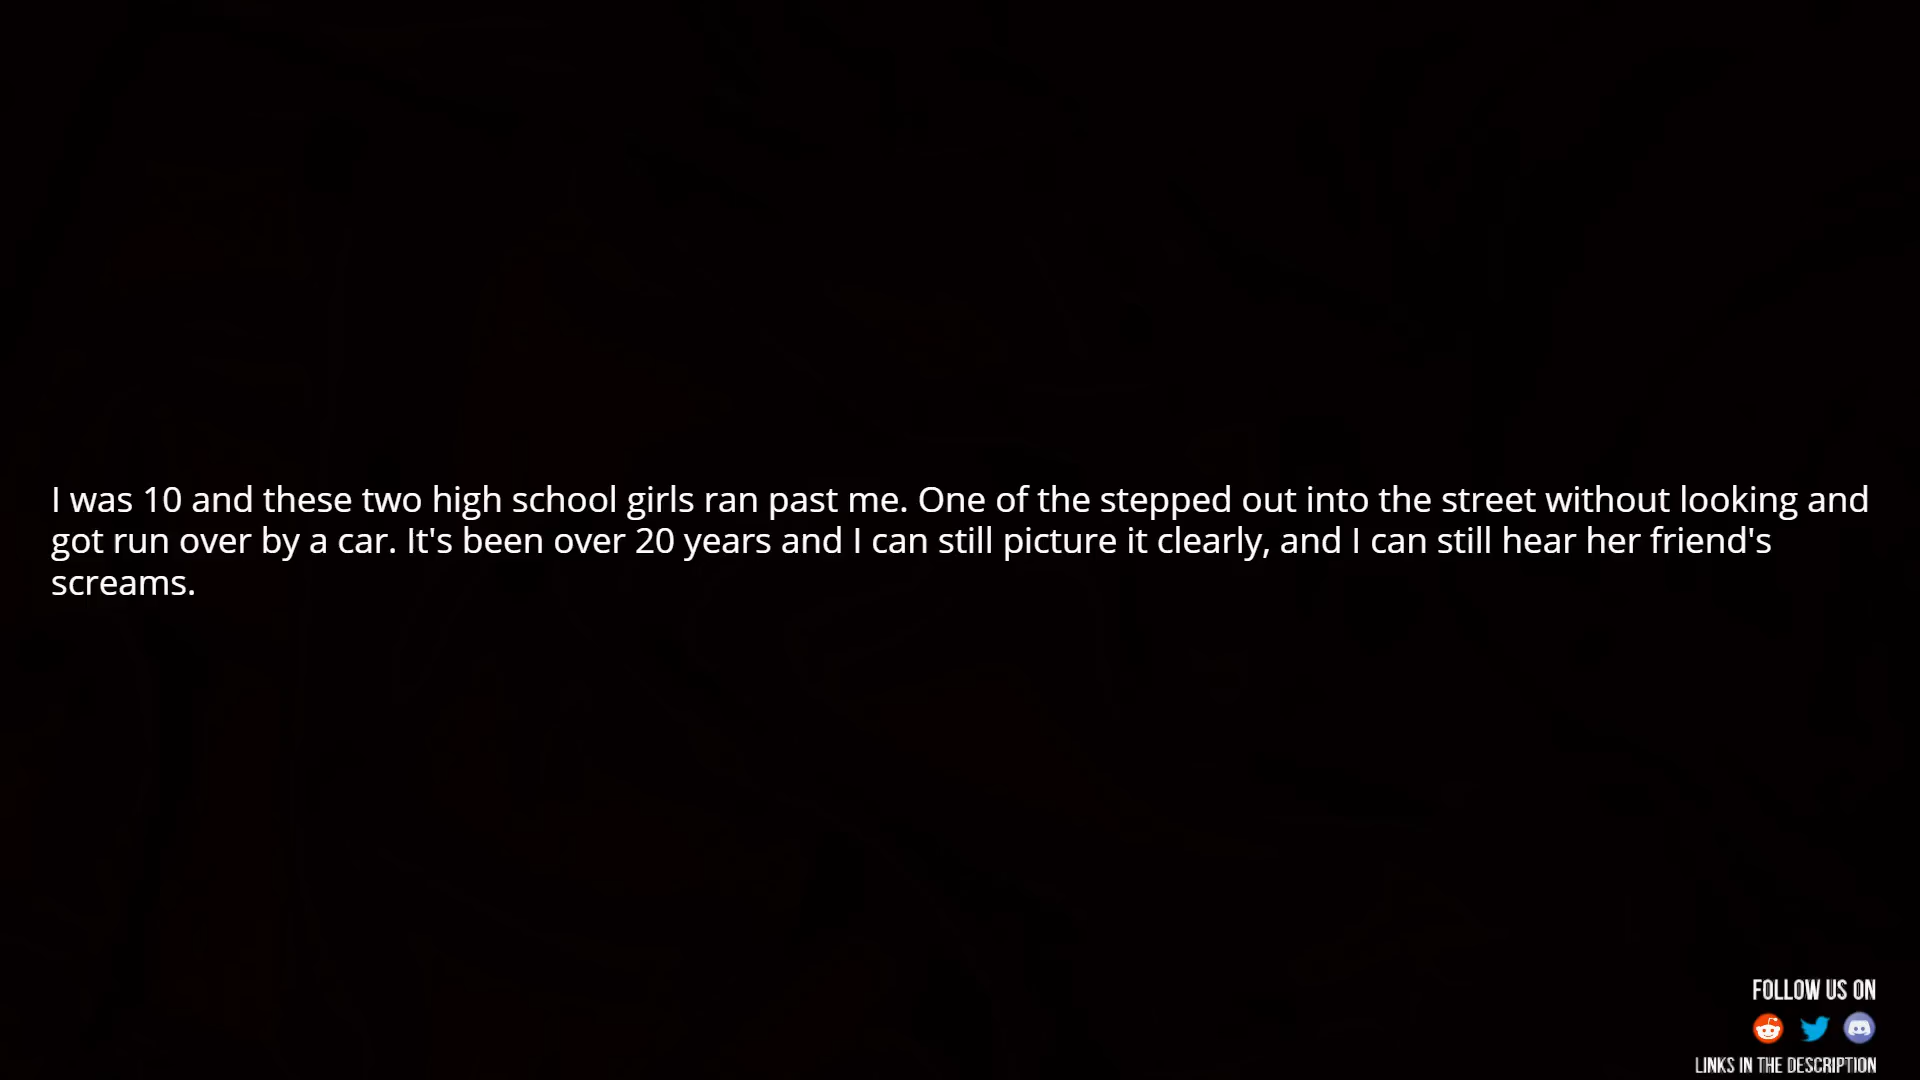 I was 10 and these two high school girls ran past me. One of the stepped out into the street without looking and
got run over by a car. It's been over 20 years and I can still picture it clearly, and I can still hear her friend's
screams.
FOLLOW US ON
LINKS IN THE DESCRIPTION